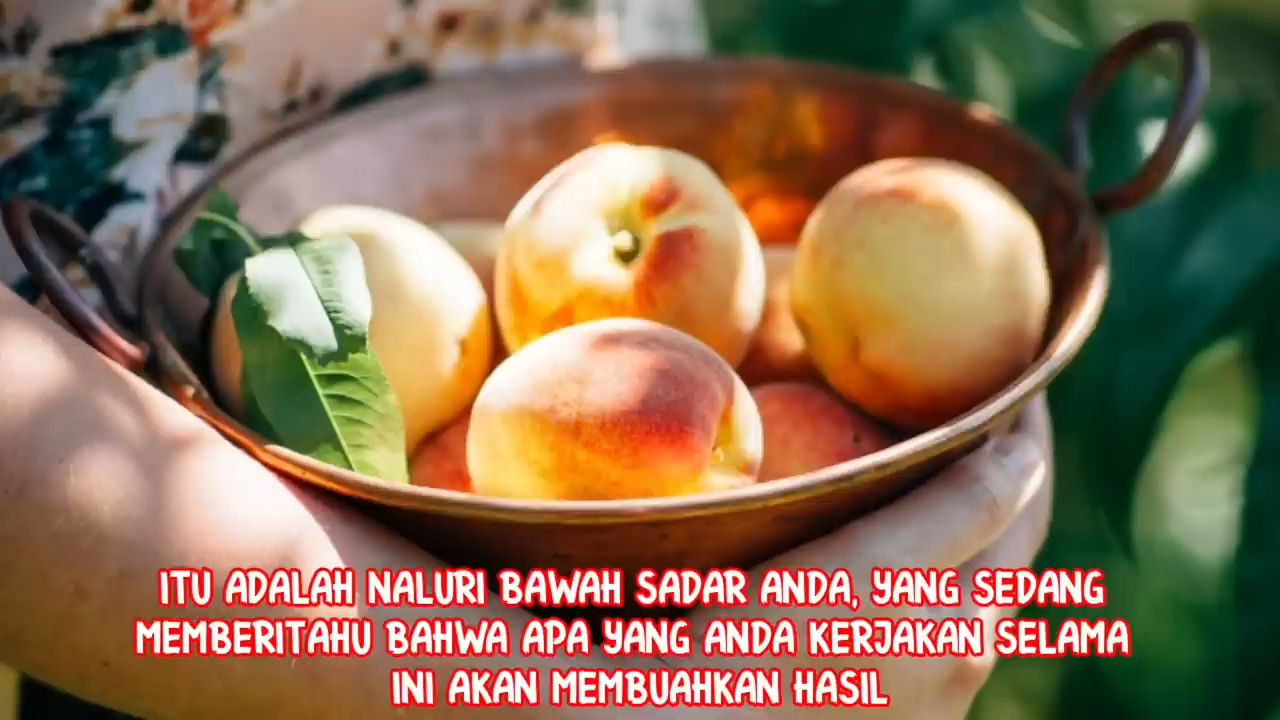 ITU ADALAH NALURI BAWAH SADAR ANDA, YANG SEDANG
MEMBERITAHU BAHWA APA YANG ANDA KERJAKAN SELAMA
INI AKAN MEMBUAHKAN HASIL